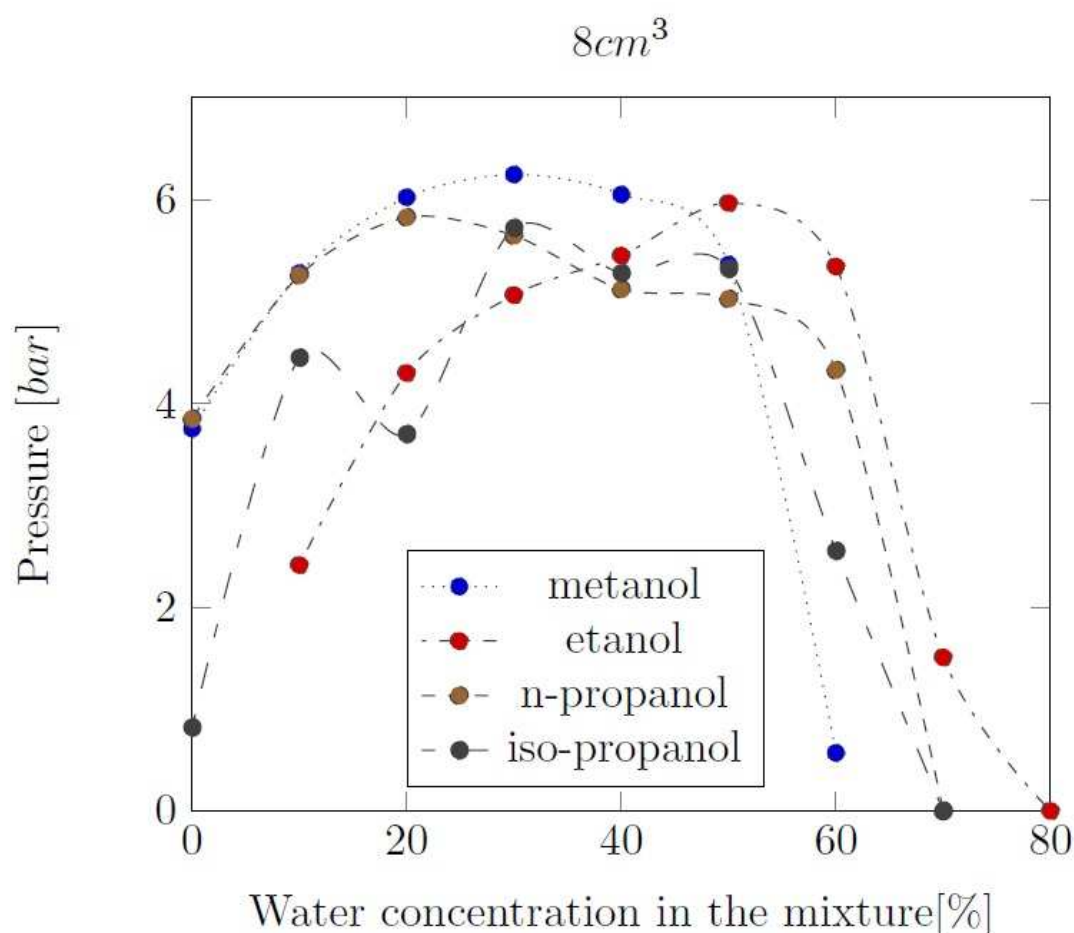 8cm³
Pressure [bar]
6
4
2
0
0 20 40 60 80
metanol
etanol
n-propanol
iso-propanol
Water concentration in the mixture[%]